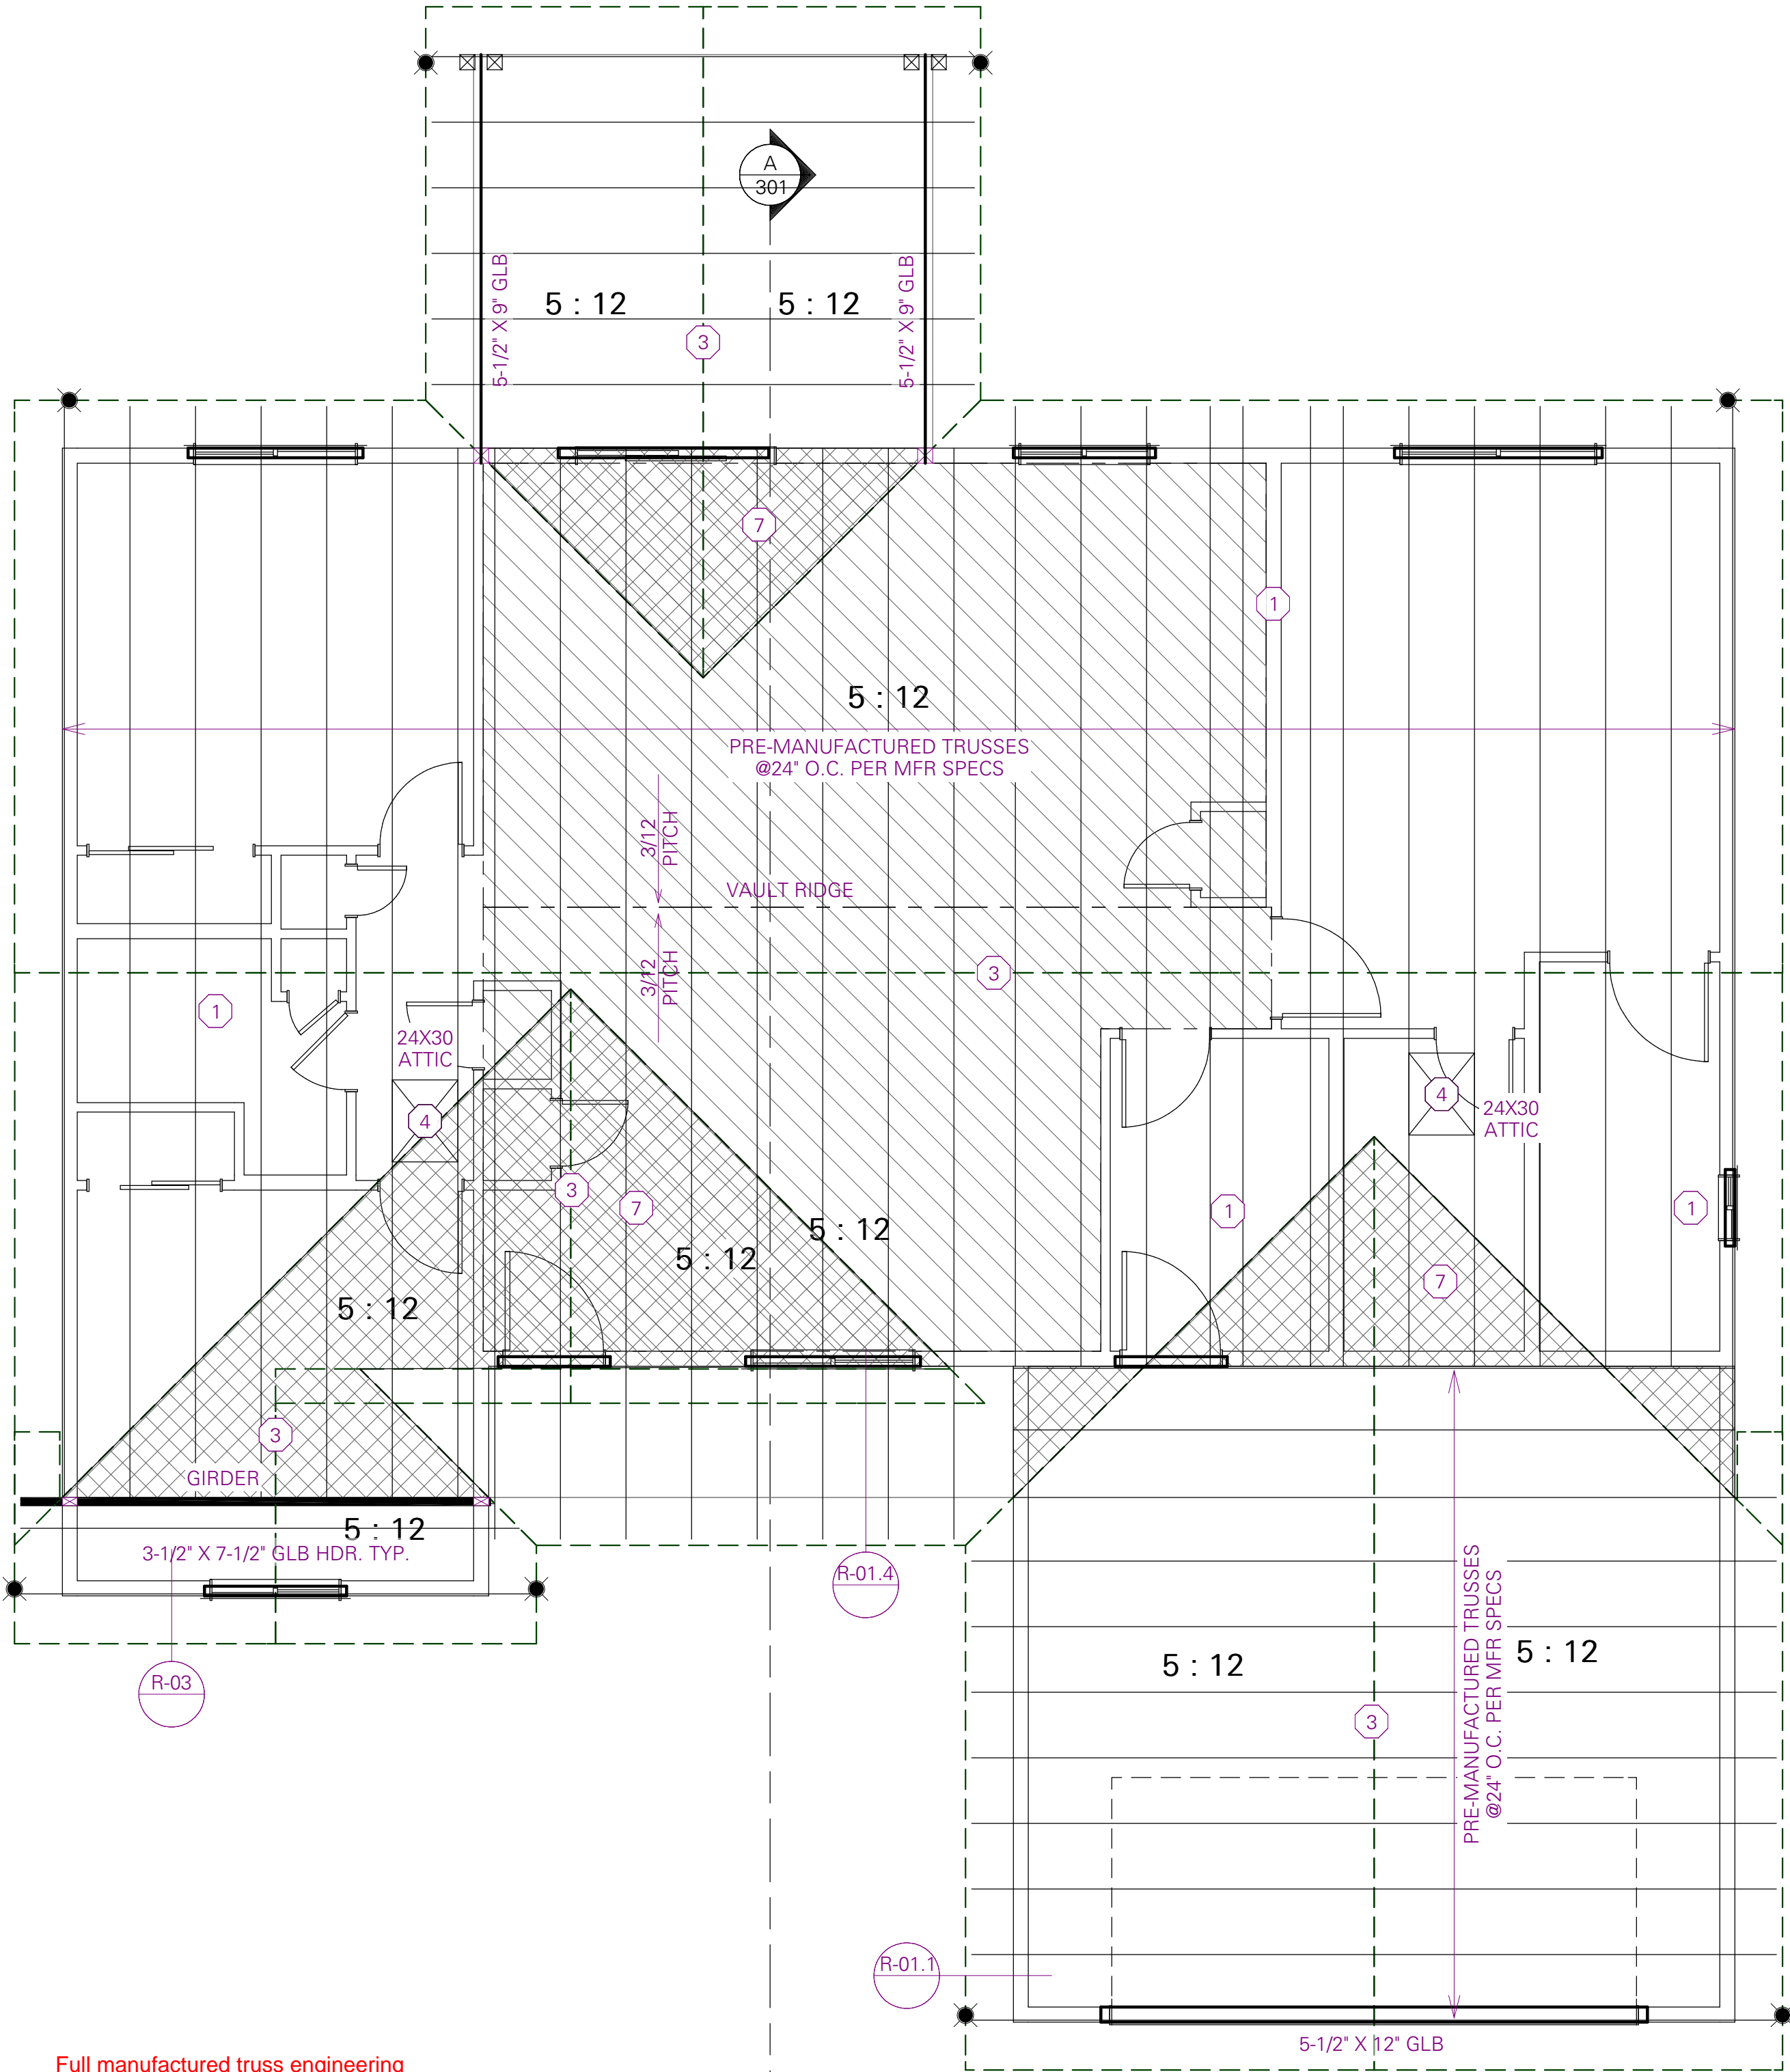 A
301
5-1/2" X 9" GLB
5-1/2" X 9" GLB
5 : 12
5 : 12
3
7
1
5 : 12
PRE-MANUFACTURED TRUSSES
@24" O.C. PER MFR SPECS
3/12
PITCH
VAULT RIDGE
3/12
PITCH
3
1
24X30
ATTIC
4
4
24X30
ATTIC
3
7
1
1
5 : 12
5 : 12
7
5 : 12
3
GIRDER
5 : 12
3-1/2" X 7-1/2" GLB HDR. TYP.
R-01.4
R-03
5 : 12
5 : 12
PRE-MANUFACTURED TRUSSES
@24" O.C. PER MFR SPECS
3
R-01.1
5-1/2" X 12" GLB
Full manufactured truss engineering